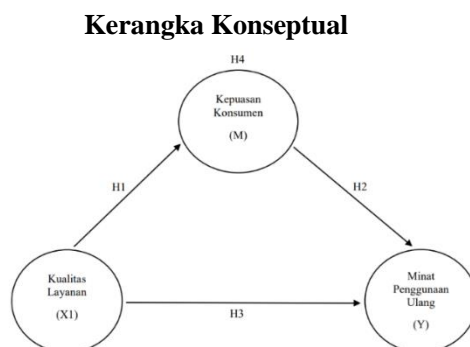 Kerangka Konseptual
H4
Kepuasan
Konsumen
(M)
H1
H2
Kualitas
Layanan
(X1)
Minat
Penggunaan
Ulang
(Y)
H3